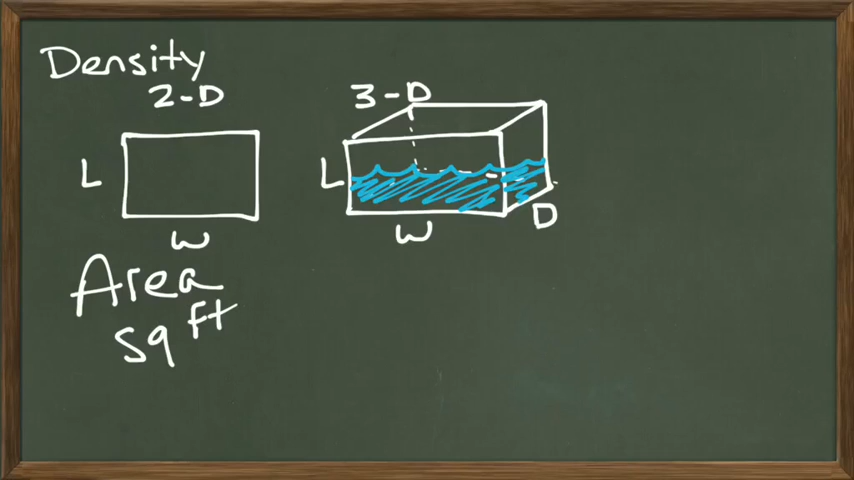 Density
2-D
3-D
L
L
W
W
D
Area
sq ft